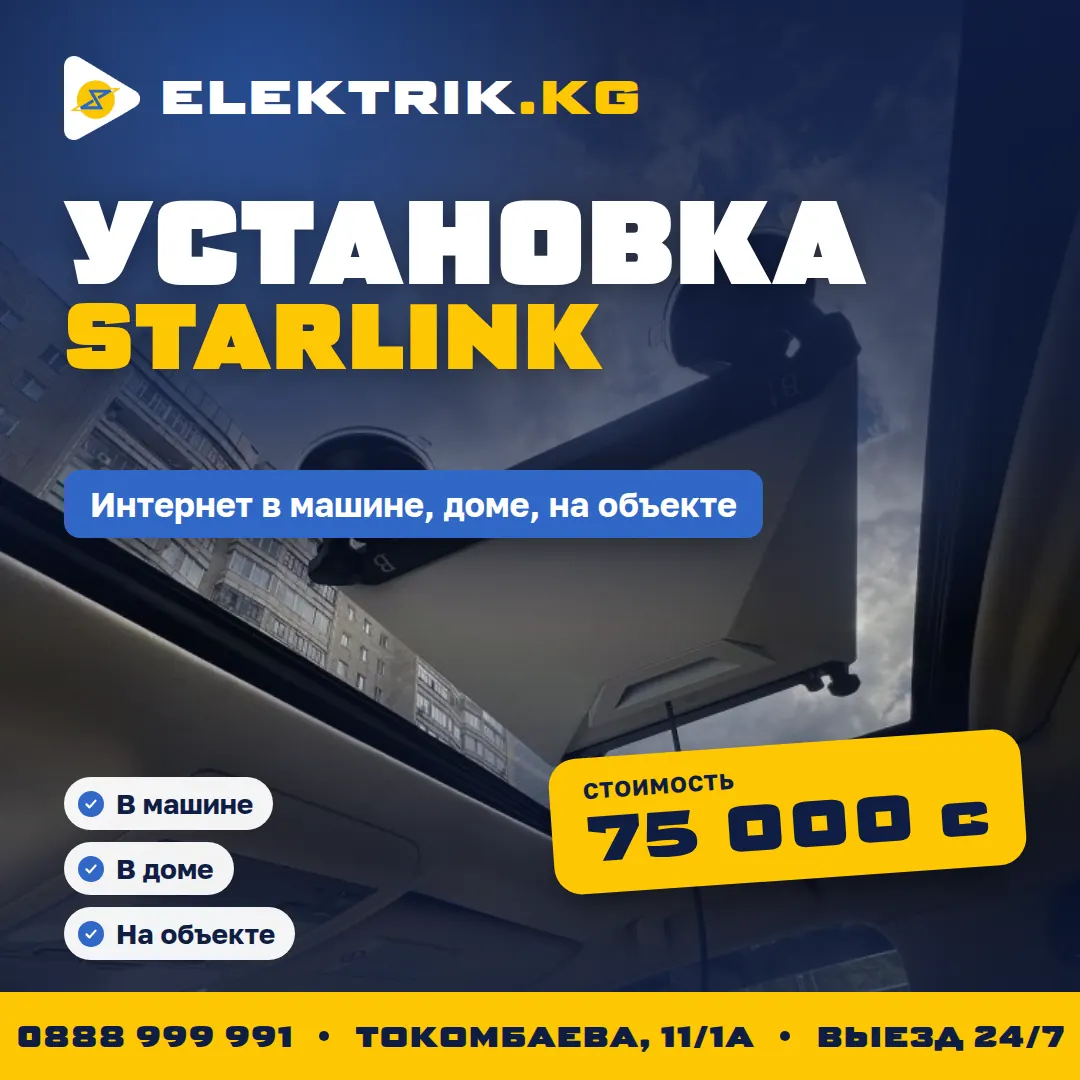 ELEKTRIK.KG
УСТАНОВКА
STARLINK
Интернет в машине, доме, на объекте
СТОИМОСТЬ
75 000 с
В машине
В доме
На объекте
0888 999 991 • ТОКОМБАЕВА, 11/1А • ВЫЕЗД 24/7